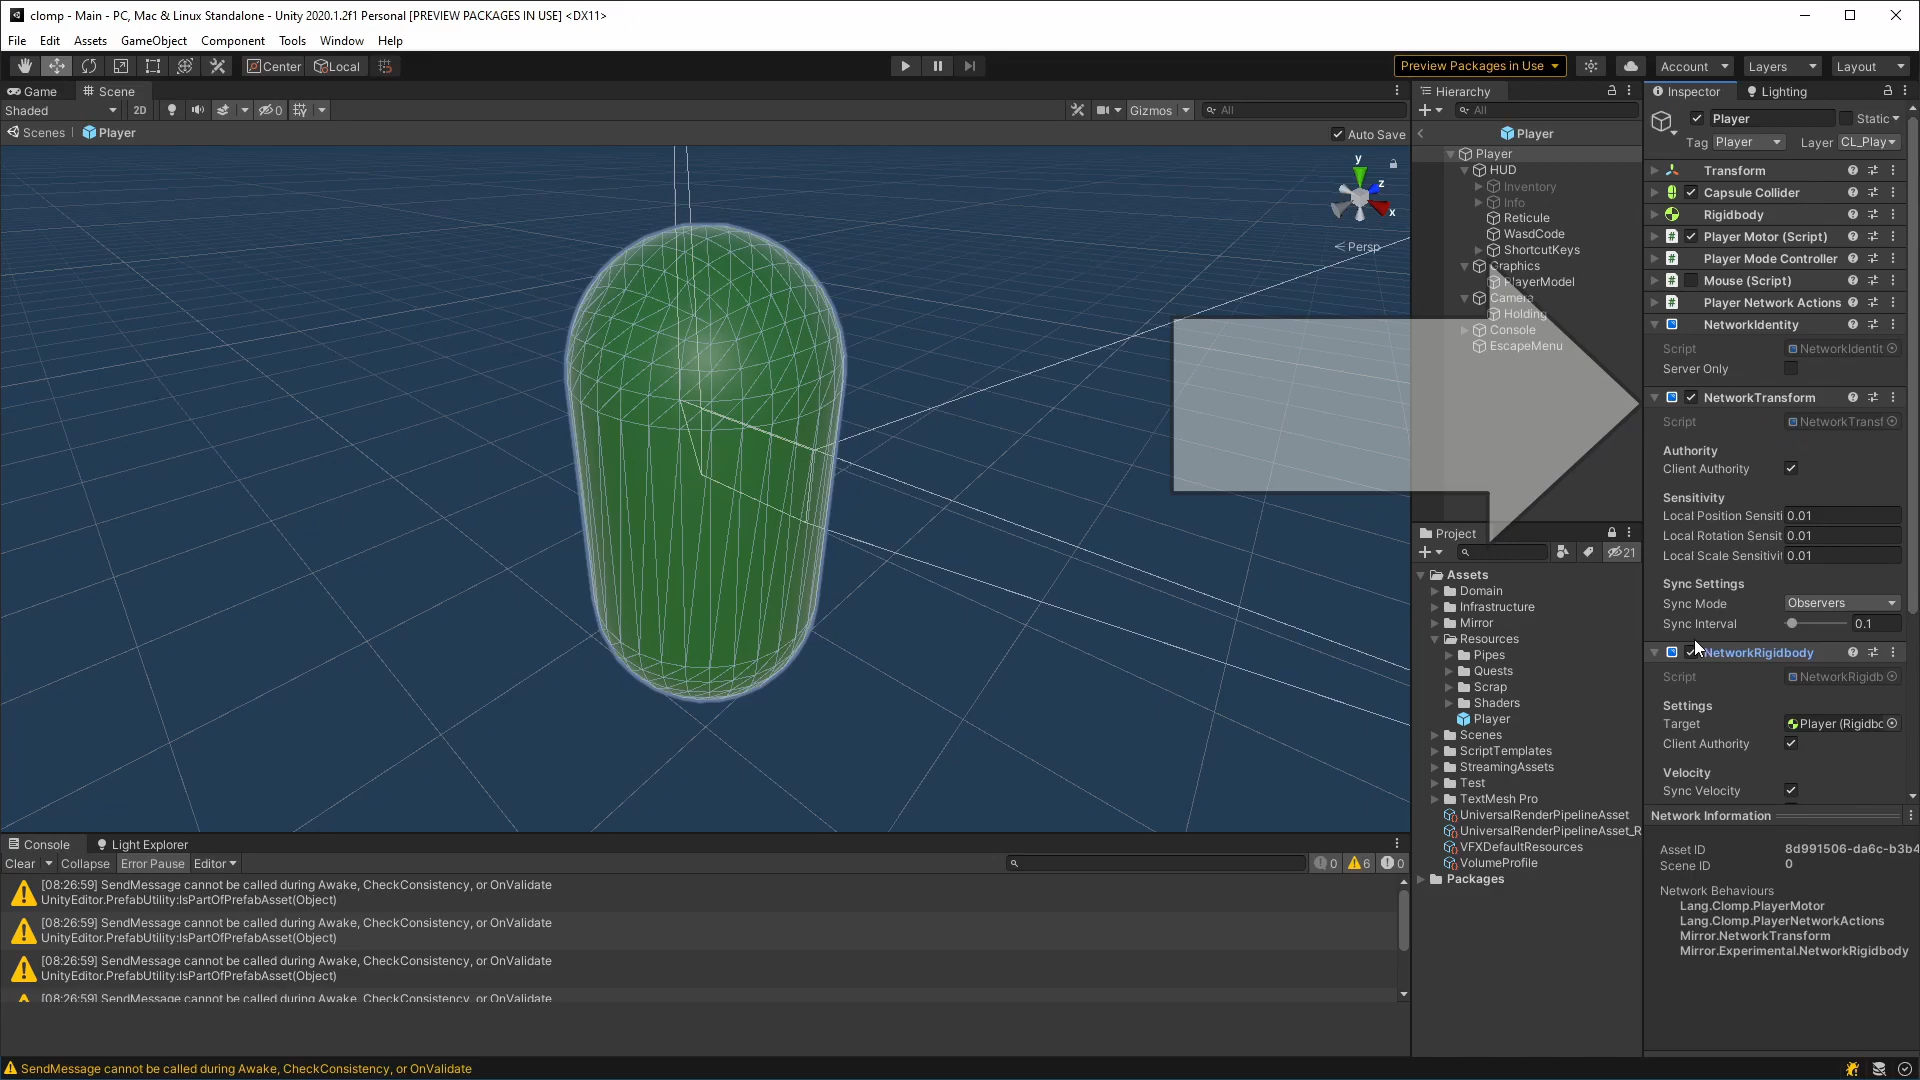 clomp - Main - PC, Mac & Linux Standalone - Unity 2020.1.2f1 Personal [PREVIEW PACKAGES IN USE] <DX11>
File Edit Assets GameObject Component Tools Window Help
Center Local Preview Packages in Use Account Layers Layout
Game Scene
Shaded 2D 0 Gizmos All
Scenes Player Auto Save
y
z
x
Persp
Hierarchy
All
Player
Player
HUD
Inventory
Info
Reticule
WasdCode
ShortcutKeys
Graphics
PlayerModel
Camera
Holding
Console
EscapeMenu
Project
21
Assets
Domain
Infrastructure
Mirror
Resources
Pipes
Quests
Scrap
Shaders
Player
Scenes
ScriptTemplates
StreamingAssets
Test
TextMesh Pro
UniversalRenderPipelineAsset
UniversalRenderPipelineAsset_R
VFXDefaultResources
VolumeProfile
Packages
Inspector Lighting
Player Static
Tag Player Layer CL_Play
Transform
Capsule Collider
Rigidbody
Player Motor (Script)
Player Mode Controller
Mouse (Script)
Player Network Actions
NetworkIdentity
Script NetworkIdentit
Server Only
NetworkTransform
Script NetworkTransf
Authority
Client Authority
Sensitivity
Local Position Sensiti 0.01
Local Rotation Sensit 0.01
Local Scale Sensitivit 0.01
Sync Settings
Sync Mode Observers
Sync Interval 0.1
NetworkRigidbody
Script NetworkRigidb
Settings
Target Player (Rigidbc
Client Authority
Velocity
Sync Velocity
Network Information
Asset ID 8d991506-da6c-b3b4
Scene ID 0
Network Behaviours
Lang.Clomp.PlayerMotor
Lang.Clomp.PlayerNetworkActions
Mirror.NetworkTransform
Mirror.Experimental.NetworkRigidbody
Console Light Explorer
Clear Collapse Error Pause Editor 0 6 0
[08:26:59] SendMessage cannot be called during Awake, CheckConsistency, or OnValidate
UnityEditor.PrefabUtility:IsPartOfPrefabAsset(Object)
[08:26:59] SendMessage cannot be called during Awake, CheckConsistency, or OnValidate
UnityEditor.PrefabUtility:IsPartOfPrefabAsset(Object)
[08:26:59] SendMessage cannot be called during Awake, CheckConsistency, or OnValidate
UnityEditor.PrefabUtility:IsPartOfPrefabAsset(Object)
[08:26:59] SendMessage cannot be called during Awake, CheckConsistency, or OnValidate
SendMessage cannot be called during Awake, CheckConsistency, or OnValidate